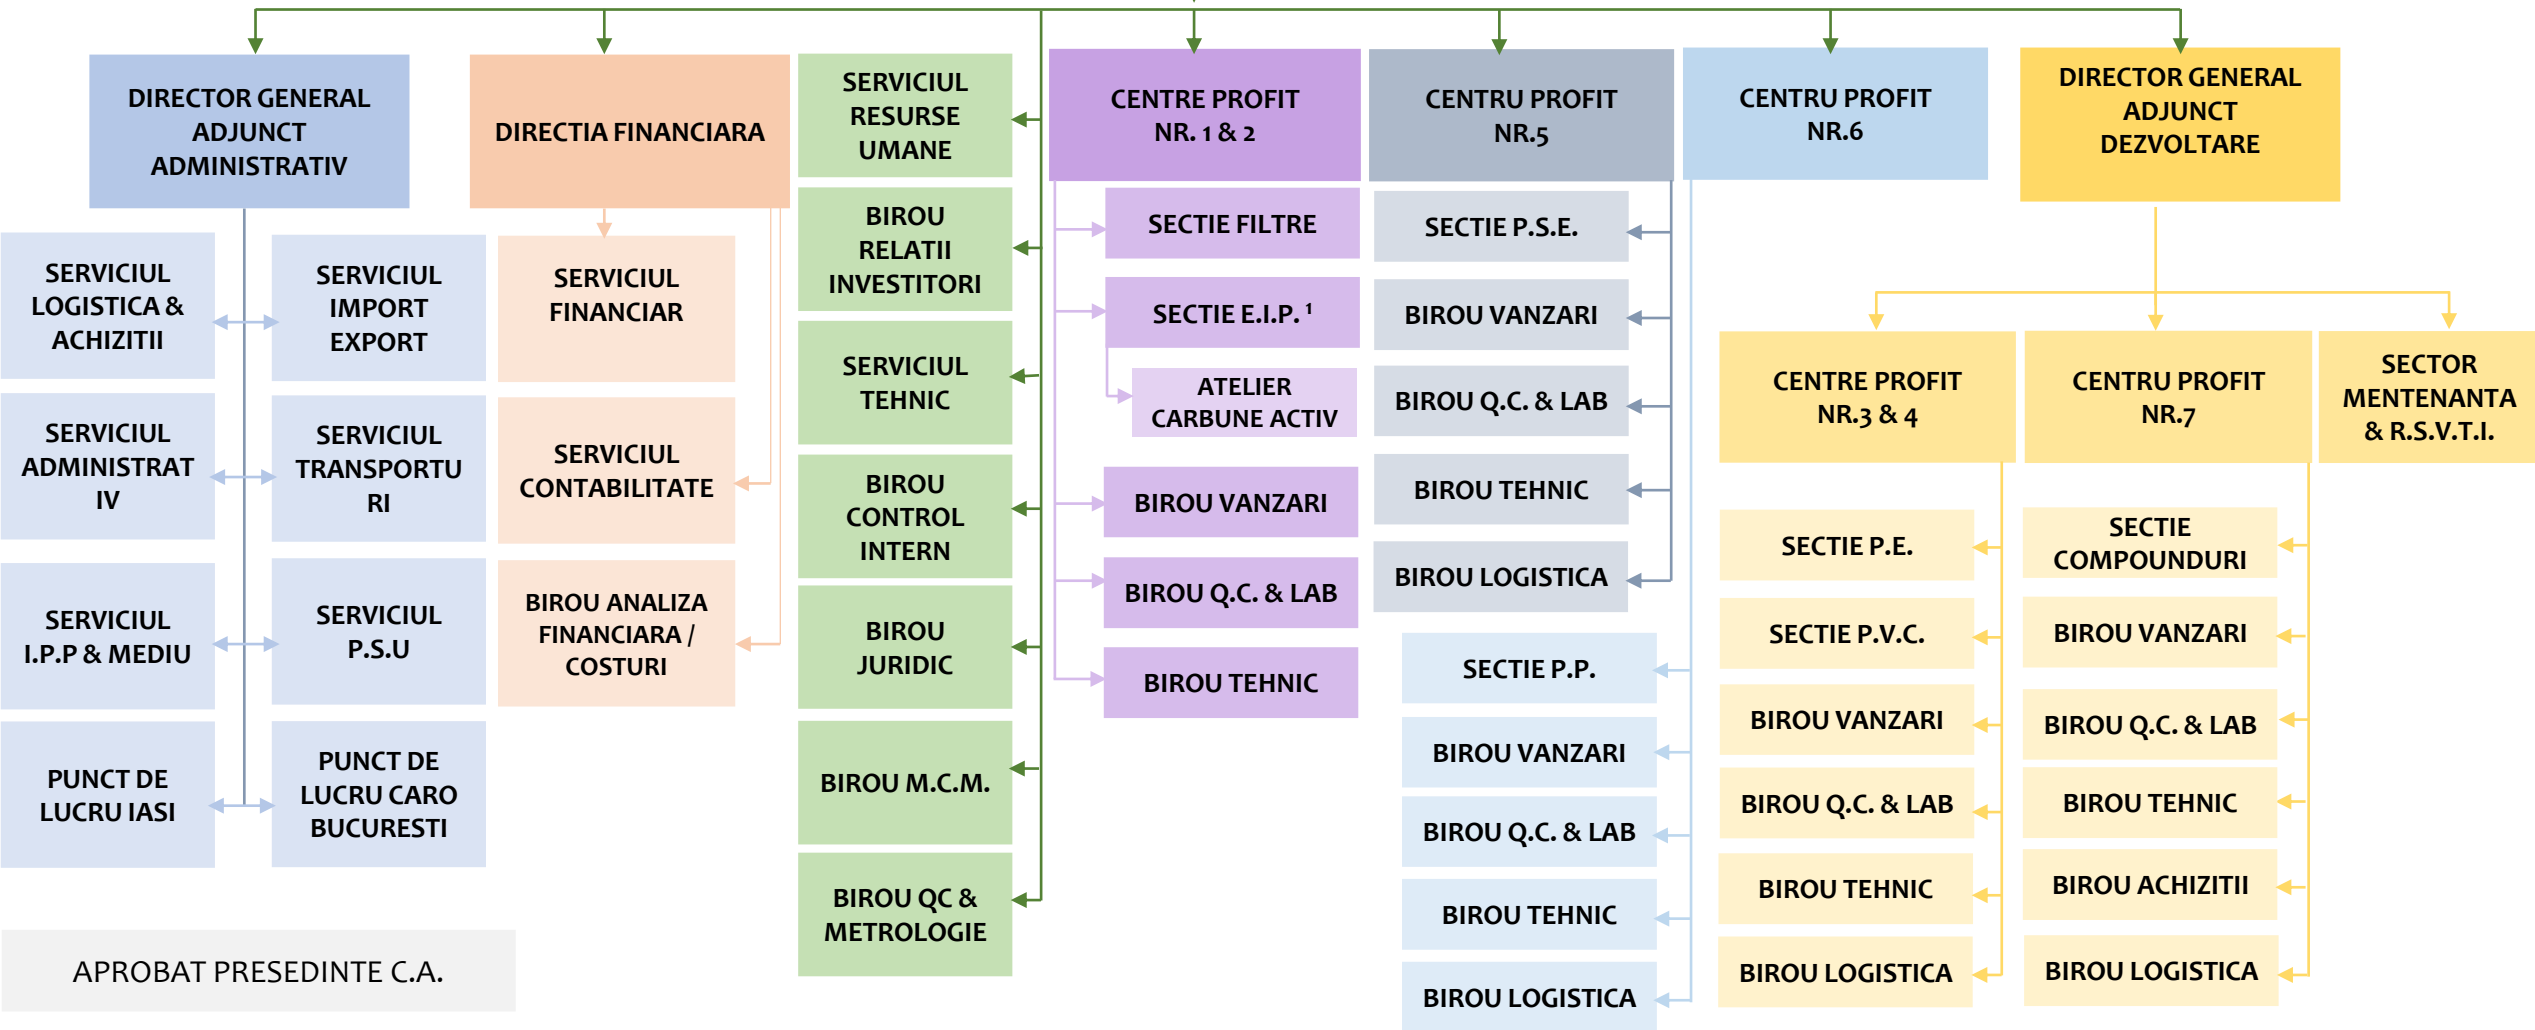 DIRECTOR GENERAL
ADJUNCT
ADMINISTRATIV
SERVICIUL
LOGISTICA &
ACHIZITII
SERVICIUL
IMPORT
EXPORT
SERVICIUL
ADMINISTRAT
IV
SERVICIUL
TRANSPORTU
RI
SERVICIUL
I.P.P & MEDIU
SERVICIUL
P.S.U
PUNCT DE
LUCRU IASI
PUNCT DE
LUCRU CARO
BUCURESTI
DIRECTIA FINANCIARA
SERVICIUL
FINANCIAR
SERVICIUL
CONTABILITATE
BIROU ANALIZA
FINANCIARA /
COSTURI
SERVICIUL
RESURSE
UMANE
BIROU
RELATII
INVESTITORI
SERVICIUL
TEHNIC
BIROU
CONTROL
INTERN
BIROU
JURIDIC
BIROU M.C.M.
BIROU QC &
METROLOGIE
CENTRE PROFIT
NR. 1 & 2
SECTIE FILTRE
SECTIE E.I.P. ¹
ATELIER
CARBUNE ACTIV
BIROU VANZARI
BIROU Q.C. & LAB
BIROU TEHNIC
CENTRU PROFIT
NR.5
SECTIE P.S.E.
BIROU VANZARI
BIROU Q.C. & LAB
BIROU TEHNIC
BIROU LOGISTICA
CENTRU PROFIT
NR.6
SECTIE P.P.
BIROU VANZARI
BIROU Q.C. & LAB
BIROU TEHNIC
BIROU LOGISTICA
DIRECTOR GENERAL
ADJUNCT
DEZVOLTARE
CENTRE PROFIT
NR.3 & 4
SECTIE P.E.
SECTIE P.V.C.
BIROU VANZARI
BIROU Q.C. & LAB
BIROU TEHNIC
BIROU LOGISTICA
CENTRU PROFIT
NR.7
SECTIE
COMPOUNDURI
BIROU VANZARI
BIROU Q.C. & LAB
BIROU TEHNIC
BIROU ACHIZITII
BIROU LOGISTICA
SECTOR
MENTENANTA
& R.S.V.T.I.
APROBAT PRESEDINTE C.A.